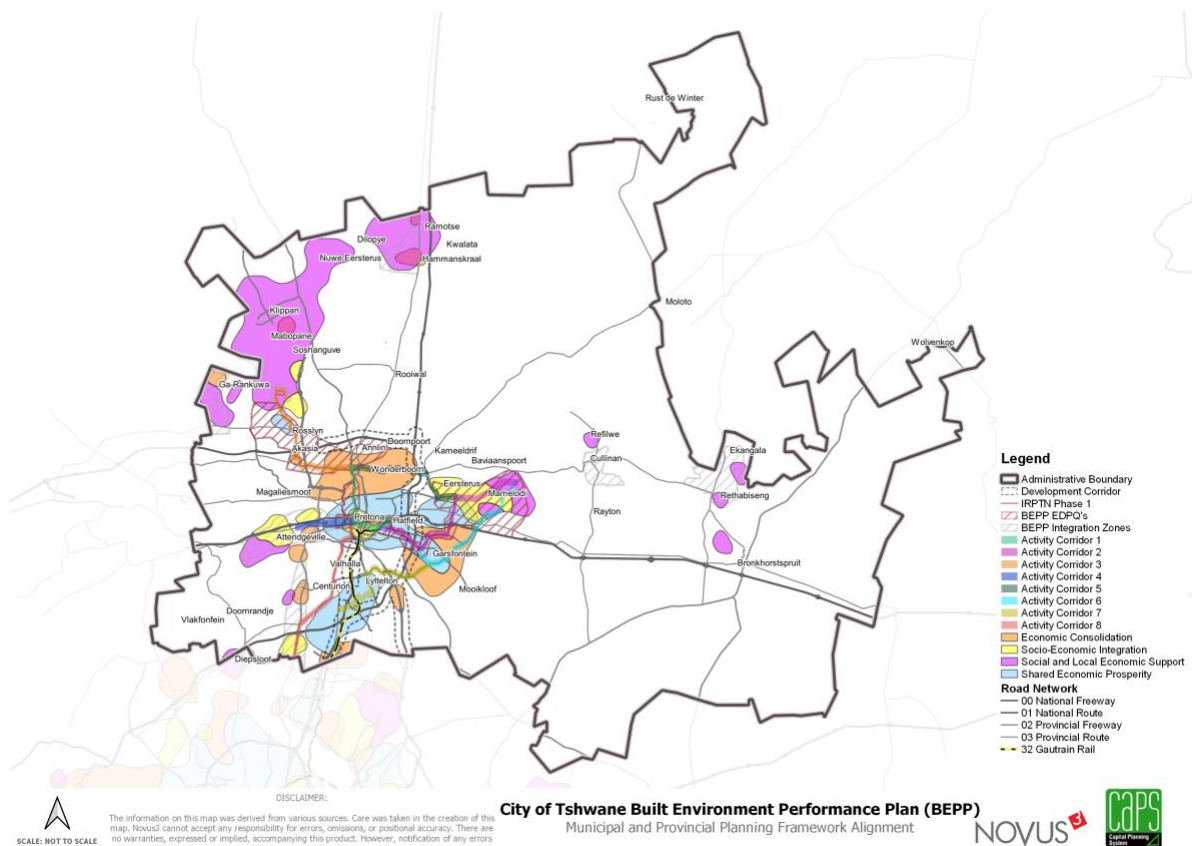 Rust de Winter
Ramotse
Dilopye
Kwalata
Nuwe Eersterus
Hammanskraal
Moloto
Klippan
Mabopane
Wolvenkop
Soshanguve
Rooiwal
Ga-Rankuwa
Rosslyn
Refilwe
Doornpoort
Akasia
Annlin
Kameeldrif
Ekangala
Baviaanspoort
Cullinan
Wonderboom
Eersterus
Magaliesmoot
Mamelodi
Rethabiseng
Rayton
Pretoria
Hatfield
Atteridgeville
Garsfontein
Valhalla
Bronkhorstspruit
Lyttelton
Centurion
Mooikloof
Doornrandje
Vlakfonfein
Diepsloot
Legend
Administrative Boundary
Development Corridor
IRPTN Phase 1
BEPP EDPQ's
BEPP Integration Zones
Activity Corridor 1
Activity Corridor 2
Activity Corridor 3
Activity Corridor 4
Activity Corridor 5
Activity Corridor 6
Activity Corridor 7
Activity Corridor 8
Economic Consolidation
Socio-Economic Integration
Social and Local Economic Support
Shared Economic Prosperity
Road Network
00 National Freeway
01 National Route
02 Provincial Freeway
03 Provincial Route
32 Gautrain Rail
SCALE: NOT TO SCALE
DISCLAIMER:
The information on this map was derived from various sources. Care was taken in the creation of this
map. Novus3 cannot accept any responsibility for errors, omissions, or positional accuracy. There are
no warranties, expressed or implied, accompanying this product. However, notification of any errors
City of Tshwane Built Environment Performance Plan (BEPP)
Municipal and Provincial Planning Framework Alignment
NOVUS3
CAPS
Capital Planning
System